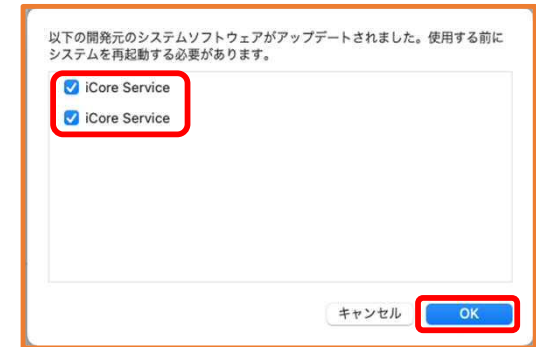 以下の開発元のシステムソフトウェアがアップデートされました。使用する前に
システムを再起動する必要があります。
iCore Service
iCore Service
キャンセル
OK